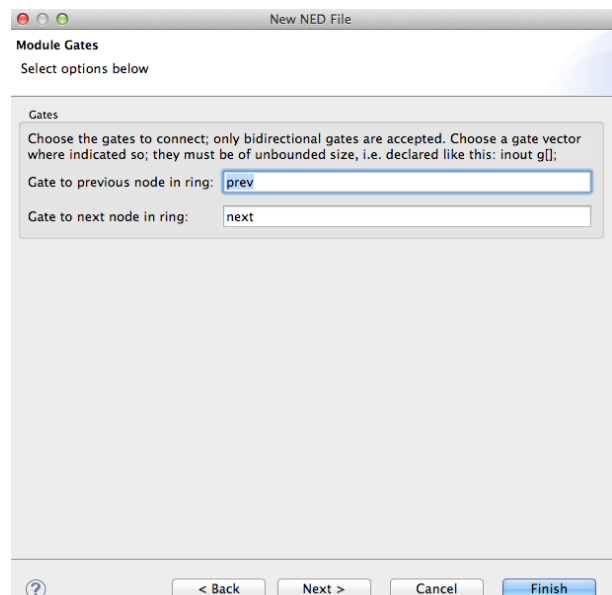 New NED File
Module Gates
Select options below
Gates
Choose the gates to connect; only bidirectional gates are accepted. Choose a gate vector
where indicated so; they must be of unbounded size, i.e. declared like this: inout g[];
Gate to previous node in ring: prev
Gate to next node in ring: next
? < Back Next > Cancel Finish